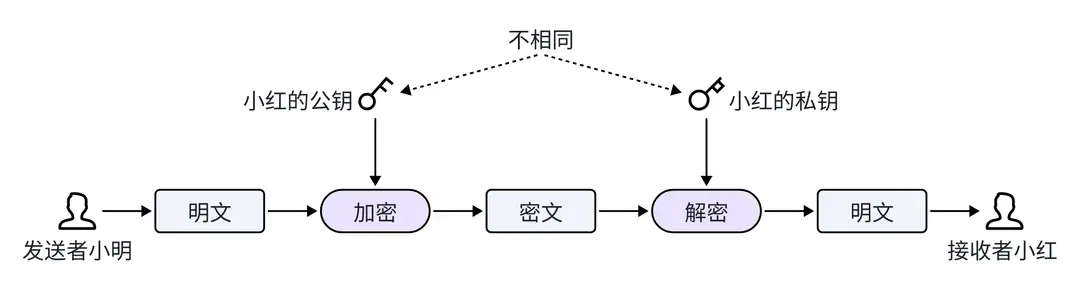 不相同
小红的公钥
小红的私钥
明文
加密
密文
解密
明文
发送者小明
接收者小红